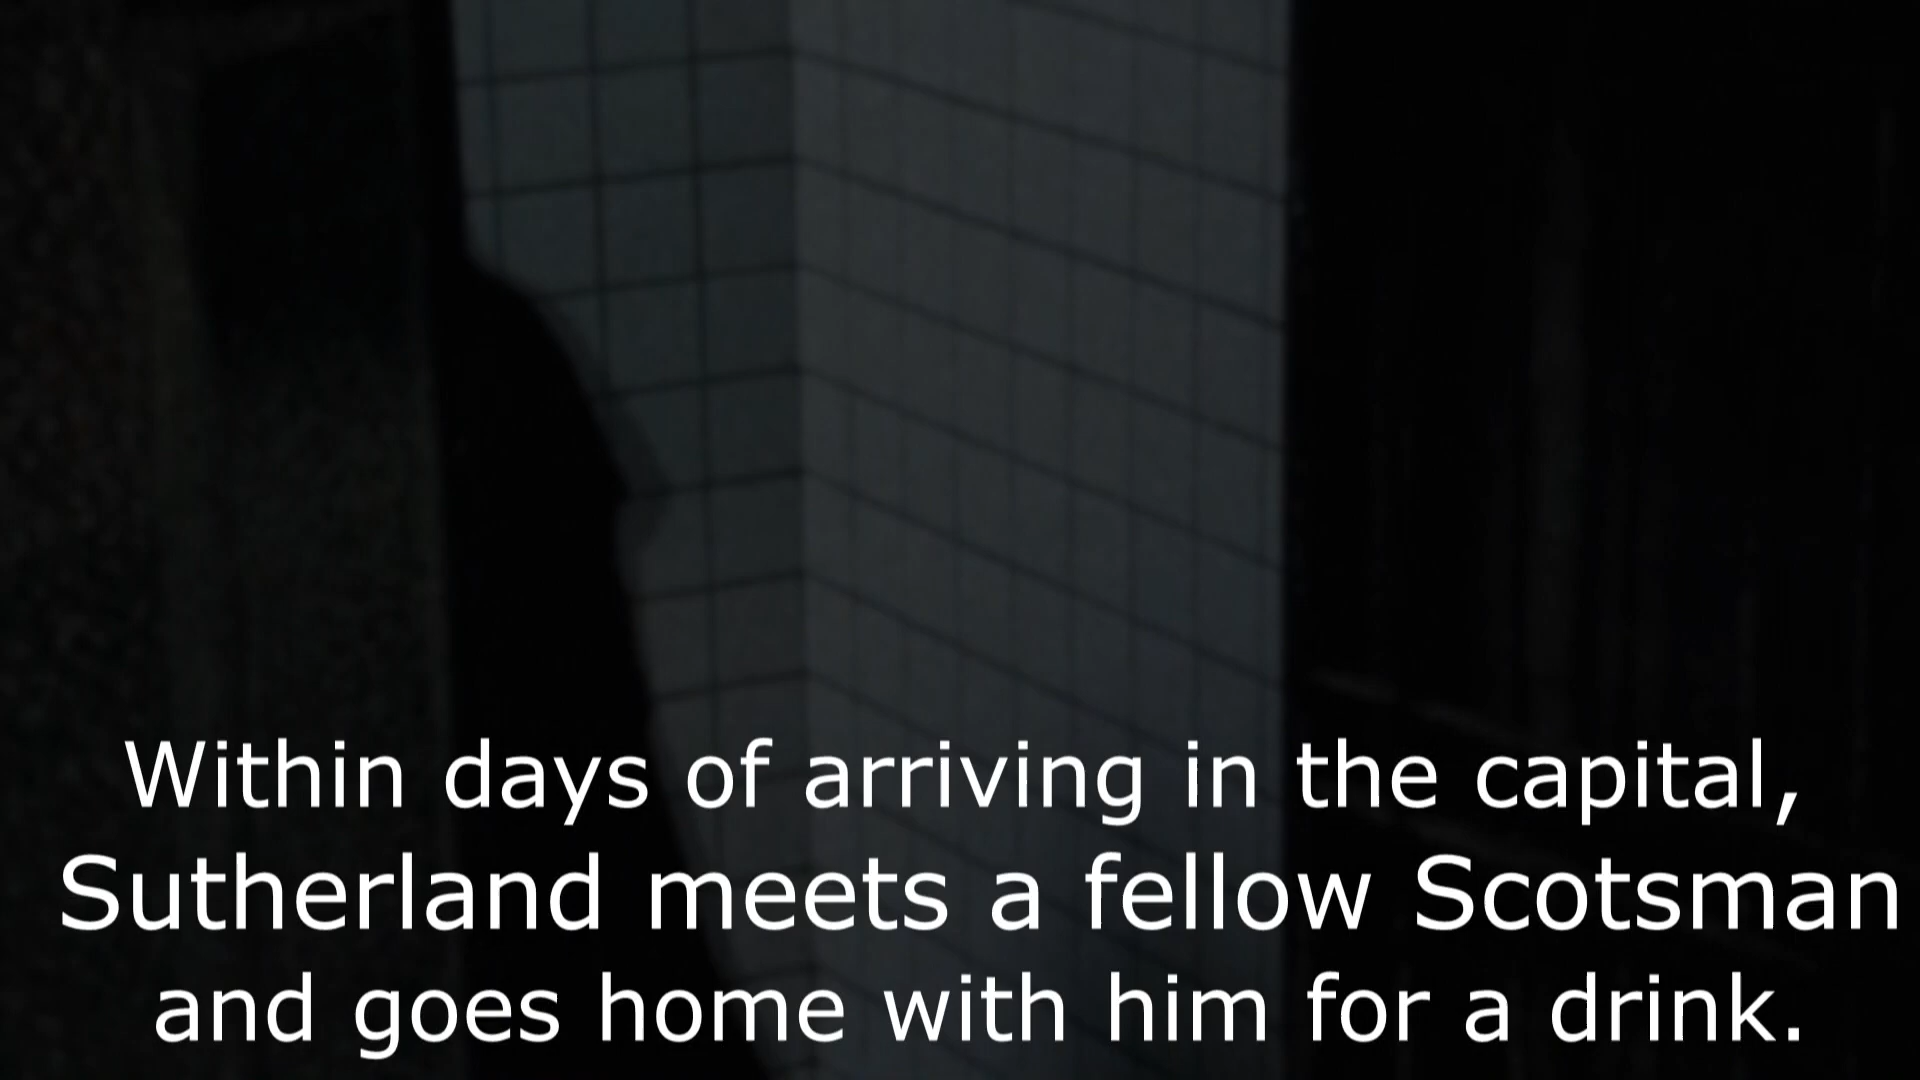 Within days of arriving in the capital,
Sutherland meets a fellow Scotsman
and goes home with him for a drink.